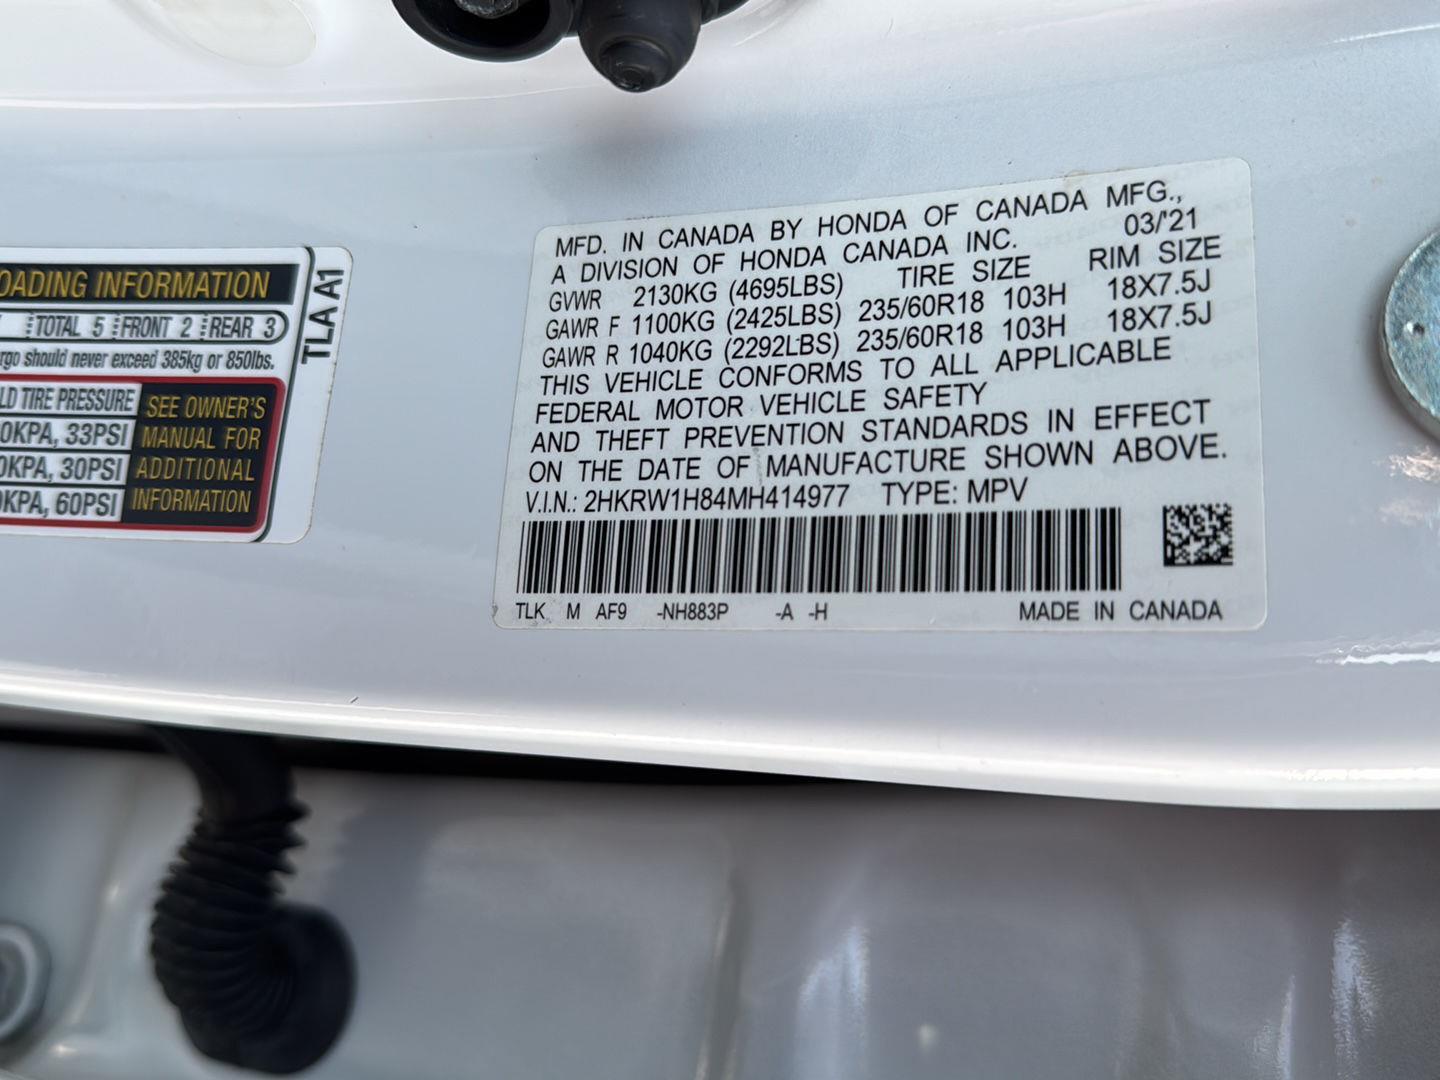 OADING INFORMATION
TOTAL 5 FRONT 2 REAR 3
rgo should never exceed 385kg or 850lbs.
LD TIRE PRESSURE
0KPA, 33PSI
0KPA, 30PSI
0KPA, 60PSI
SEE OWNER'S
MANUAL FOR
ADDITIONAL
INFORMATION
TLA A1
MFD. IN CANADA BY HONDA OF CANADA MFG.,
A DIVISION OF HONDA CANADA INC. 03/'21
GVWR 2130KG (4695LBS) TIRE SIZE RIM SIZE
GAWR F 1100KG (2425LBS) 235/60R18 103H 18X7.5J
GAWR R 1040KG (2292LBS) 235/60R18 103H 18X7.5J
THIS VEHICLE CONFORMS TO ALL APPLICABLE
FEDERAL MOTOR VEHICLE SAFETY
AND THEFT PREVENTION STANDARDS IN EFFECT
ON THE DATE OF MANUFACTURE SHOWN ABOVE.
V.I.N.: 2HKRW1H84MH414977 TYPE: MPV
TLK M AF9 -NH883P -A -H MADE IN CANADA